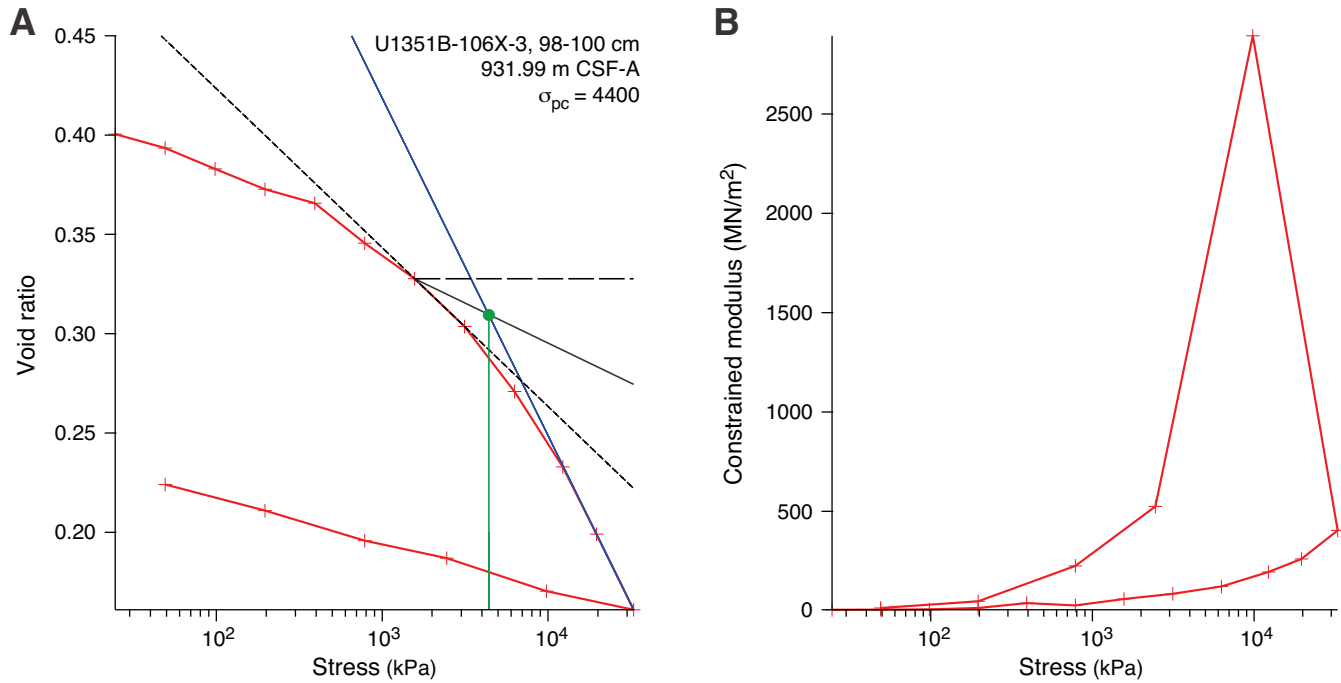 A
U1351B-106X-3, 98-100 cm
931.99 m CSF-A
σpc = 4400
0.45
0.40
0.35
0.30
0.25
0.20
Void ratio
10²
10³
10⁴
Stress (kPa)
B
2500
2000
1500
1000
500
0
Constrained modulus (MN/m²)
10²
10³
10⁴
Stress (kPa)